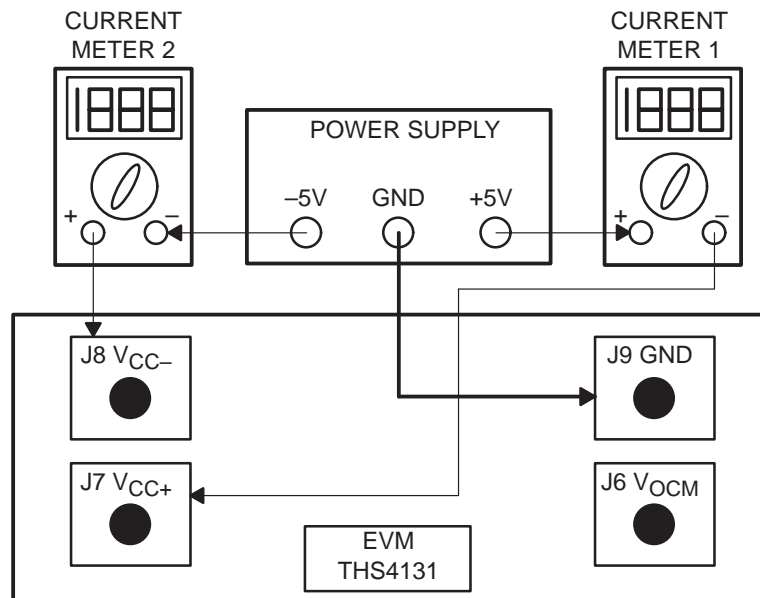 CURRENT
METER 2
CURRENT
METER 1
1888
1888
POWER SUPPLY
–5V
GND
+5V
+
–
+
–
J8 VCC–
J9 GND
J7 VCC+
J6 VOCM
EVM
THS4131